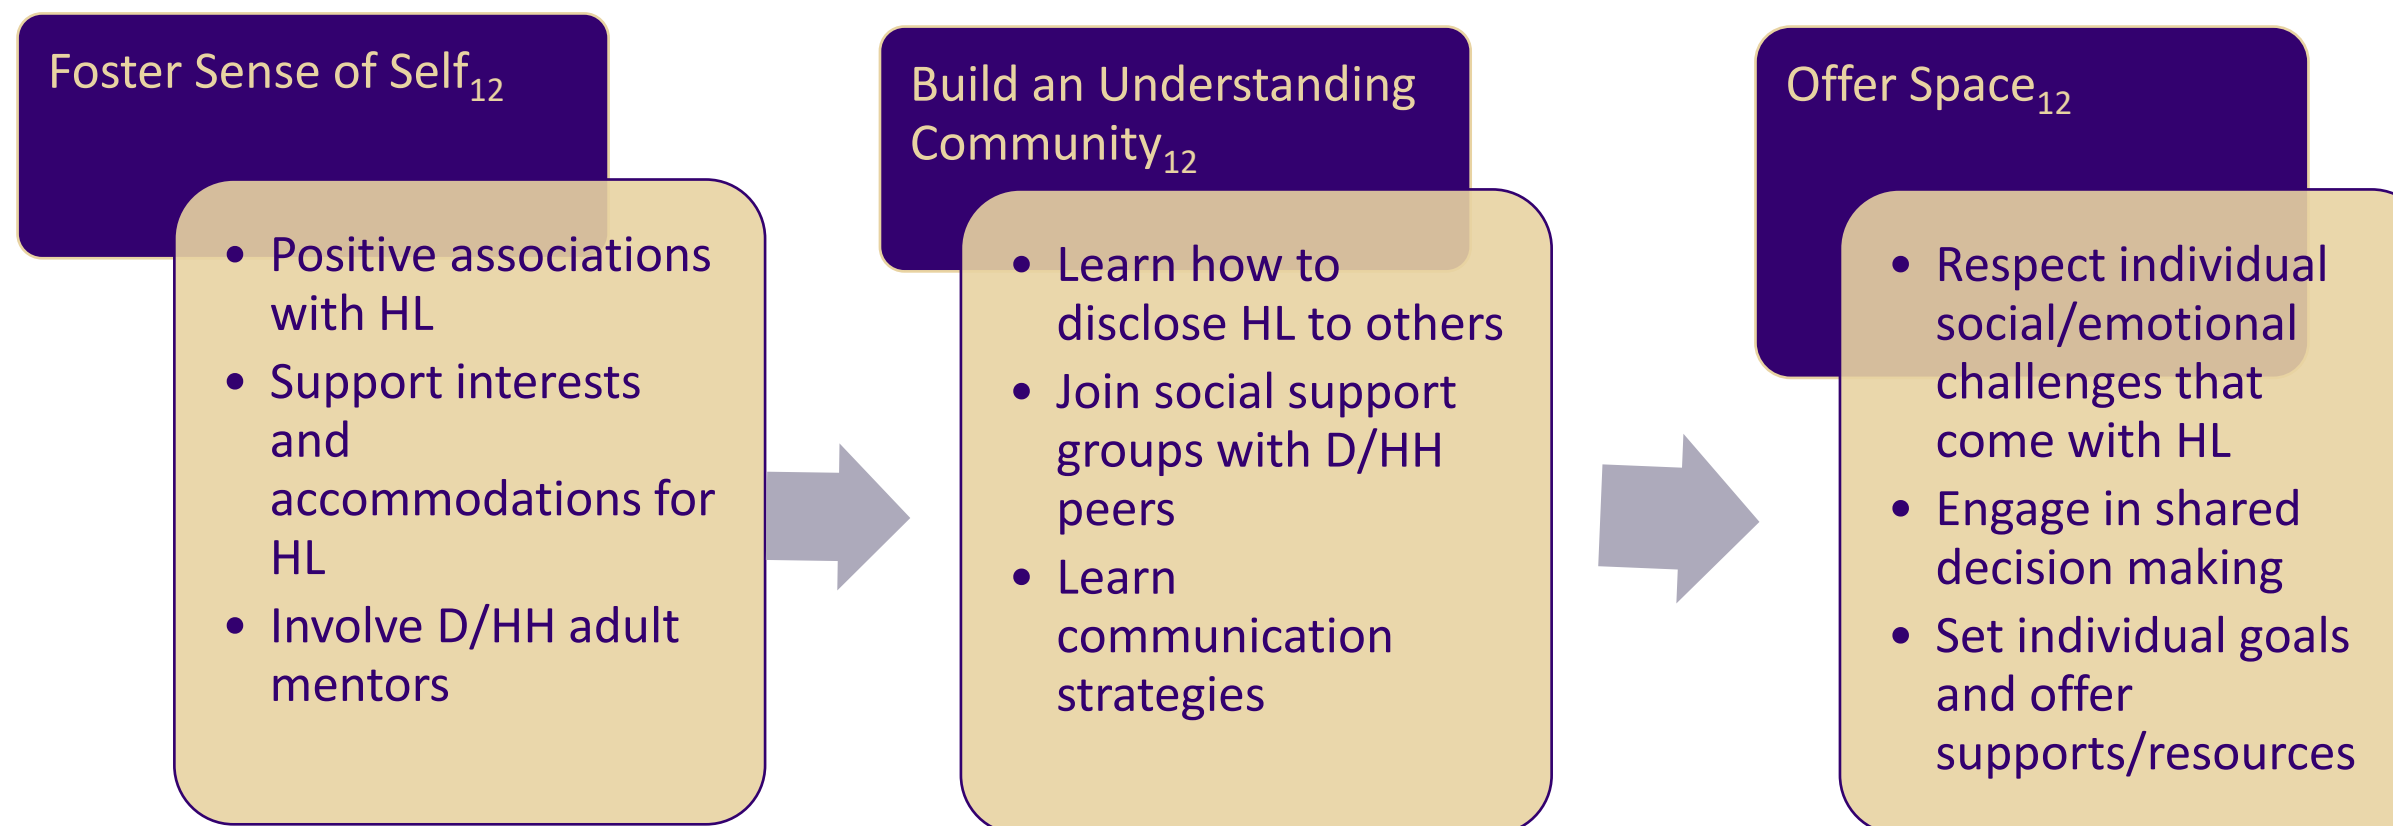 Foster Sense of Self12
• Positive associations
with HL
• Support interests
and
accommodations for
HL
• Involve D/HH adult
mentors
Build an Understanding
Community12
• Learn how to
disclose HL to others
• Join social support
groups with D/HH
peers
• Learn
communication
strategies
Offer Space12
• Respect individual
social/emotional
challenges that
come with HL
• Engage in shared
decision making
• Set individual goals
and offer
supports/resources